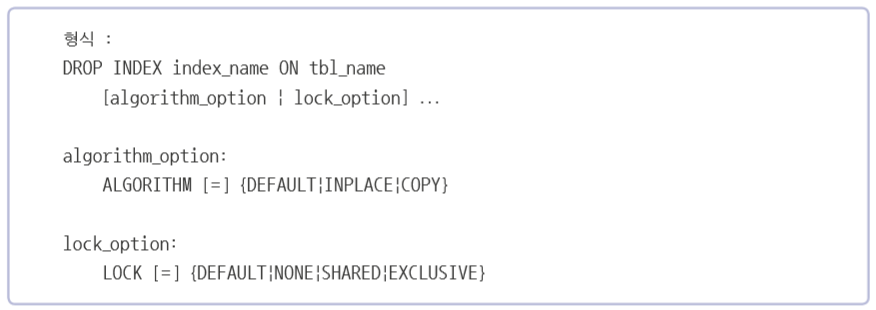 형식 :
DROP INDEX index_name ON tbl_name
[algorithm_option ¦ lock_option] ...
algorithm_option:
ALGORITHM [=] {DEFAULT¦INPLACE¦COPY}
lock_option:
LOCK [=] {DEFAULT¦NONE¦SHARED¦EXCLUSIVE}